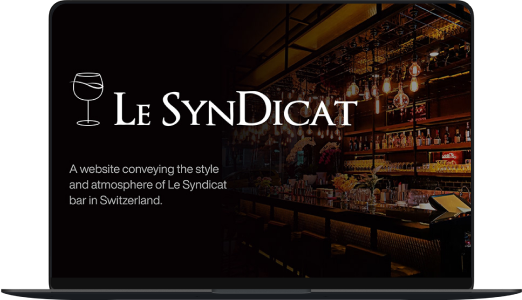 LE SYNDICAT
A website conveying the style
and atmosphere of Le Syndicat
bar in Switzerland.